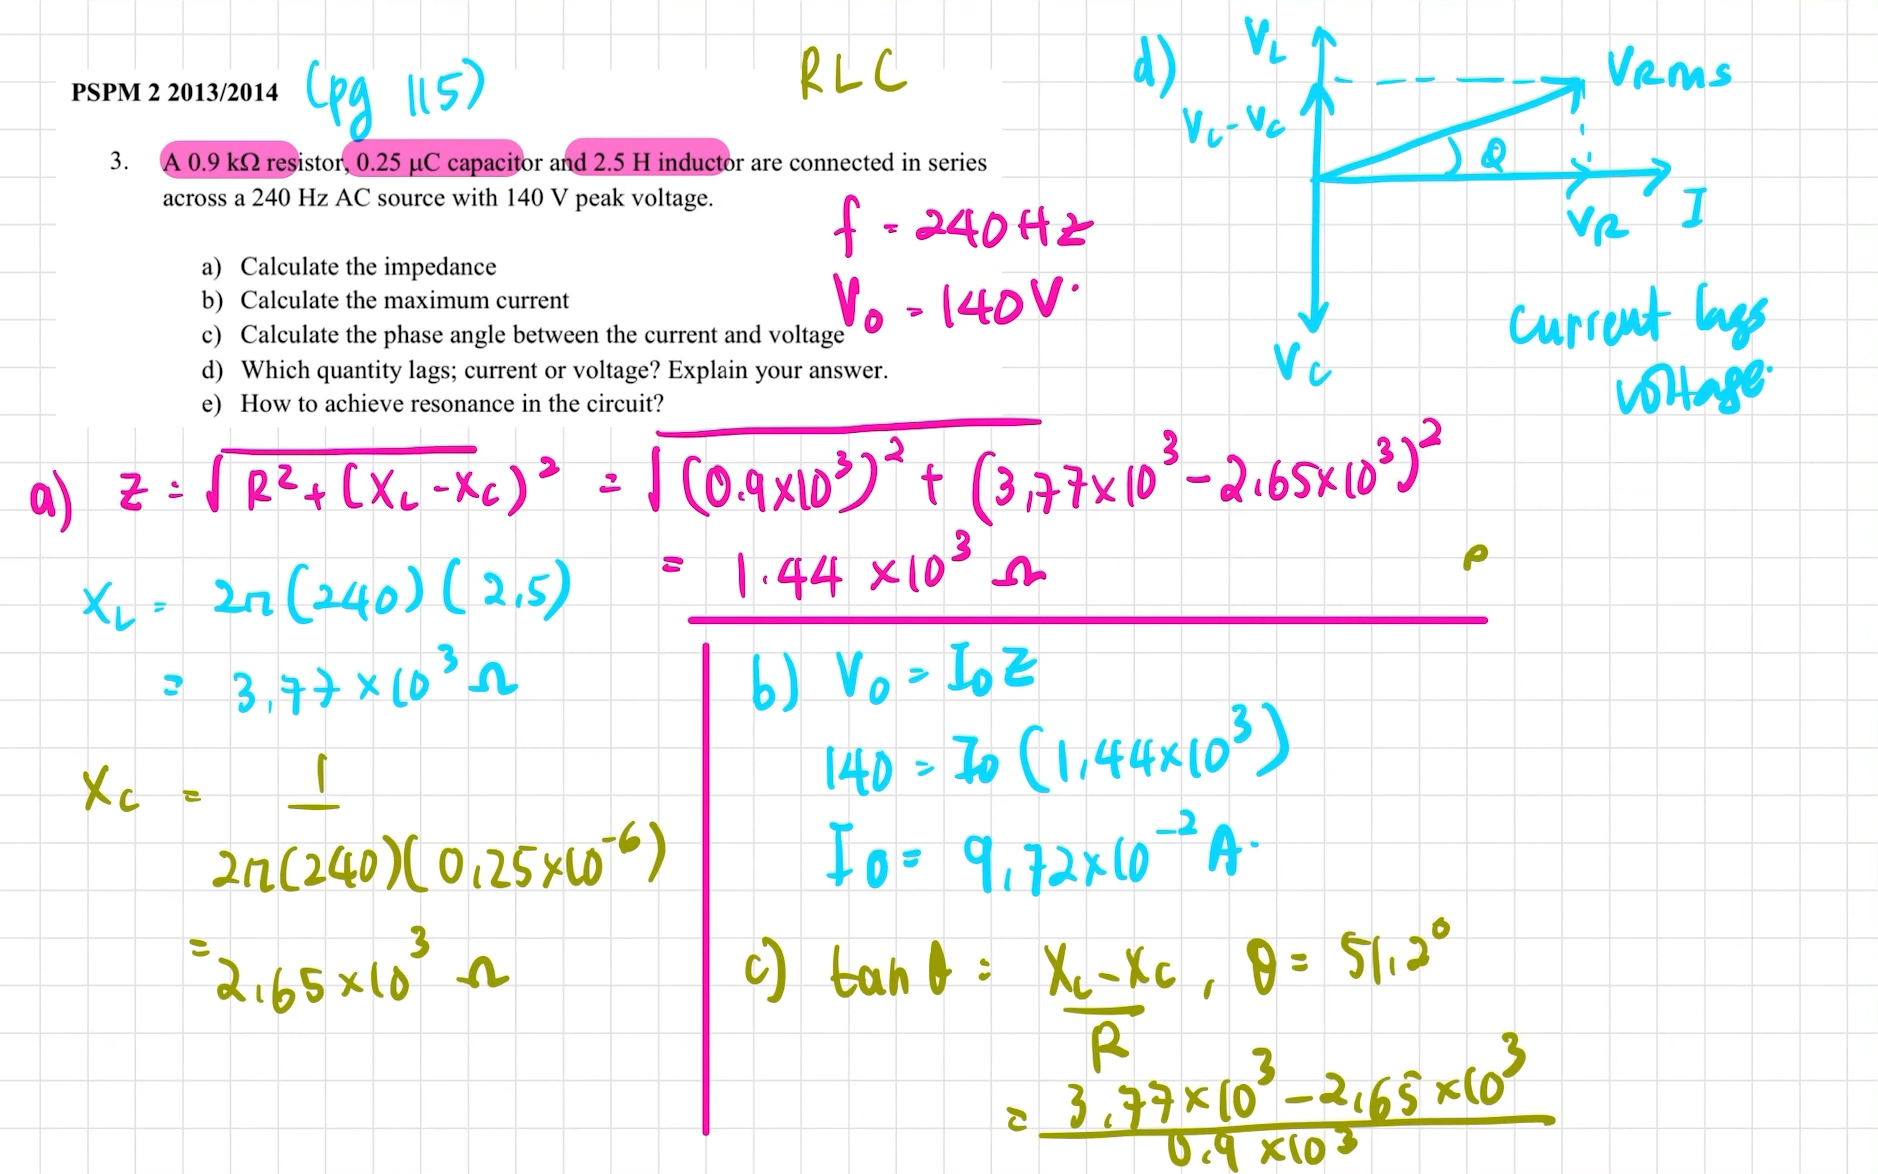 PSPM 2 2013/2014 (pg 115)
RLC
3. A 0.9 kΩ resistor, 0.25 μC capacitor and 2.5 H inductor are connected in series
across a 240 Hz AC source with 140 V peak voltage.
f = 240 Hz
V₀ = 140V.
a) Calculate the impedance
b) Calculate the maximum current
c) Calculate the phase angle between the current and voltage
d) Which quantity lags; current or voltage? Explain your answer.
e) How to achieve resonance in the circuit?
d) V_L
V_Rms
V_L-V_C
θ
V_R I
V_C
Current lags
voltage.
a) Z = √R² + (X_L - X_C)² = √(0.9×10³)² + (3,77×10³ - 2.65×10³)²
= 1.44 ×10³ Ω
X_L = 2π(240)(2.5)
= 3,77 ×10³ Ω
X_C = 1
2π(240)(0.25×10⁻⁶)
= 2.65×10³ Ω
b) V₀ = I₀Z
140 = I₀ (1,44×10³)
I₀ = 9,72×10⁻² A.
c) tan θ = X_L-X_C , θ = 51.2°
R
= 3.77×10³ - 2.65×10³
0.9 ×10³